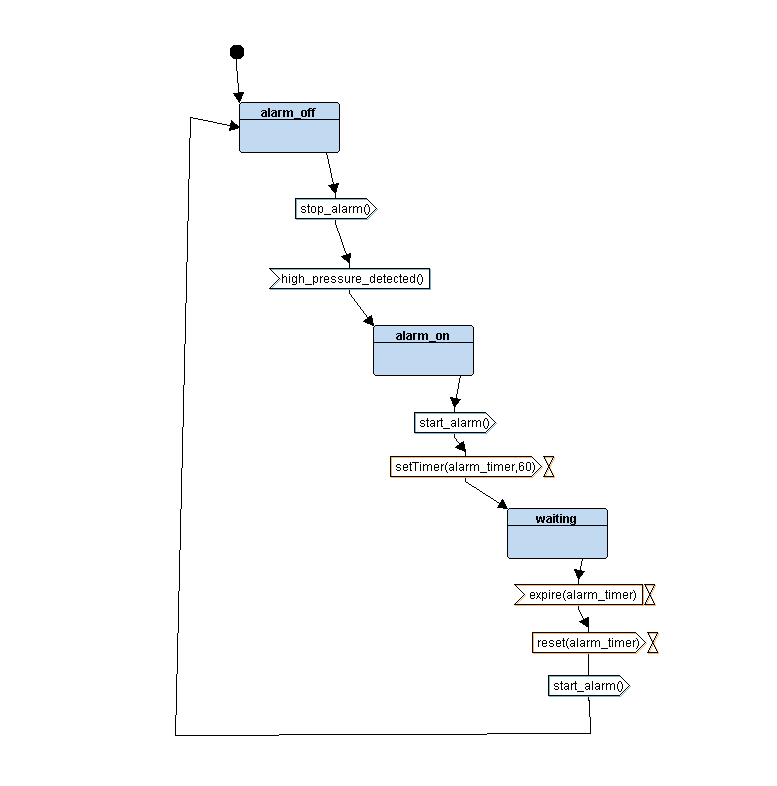 alarm_off
stop_alarm()
high_pressure_detected()
alarm_on
start_alarm()
setTimer(alarm_timer,60)
waiting
expire(alarm_timer)
reset(alarm_timer)
start_alarm()